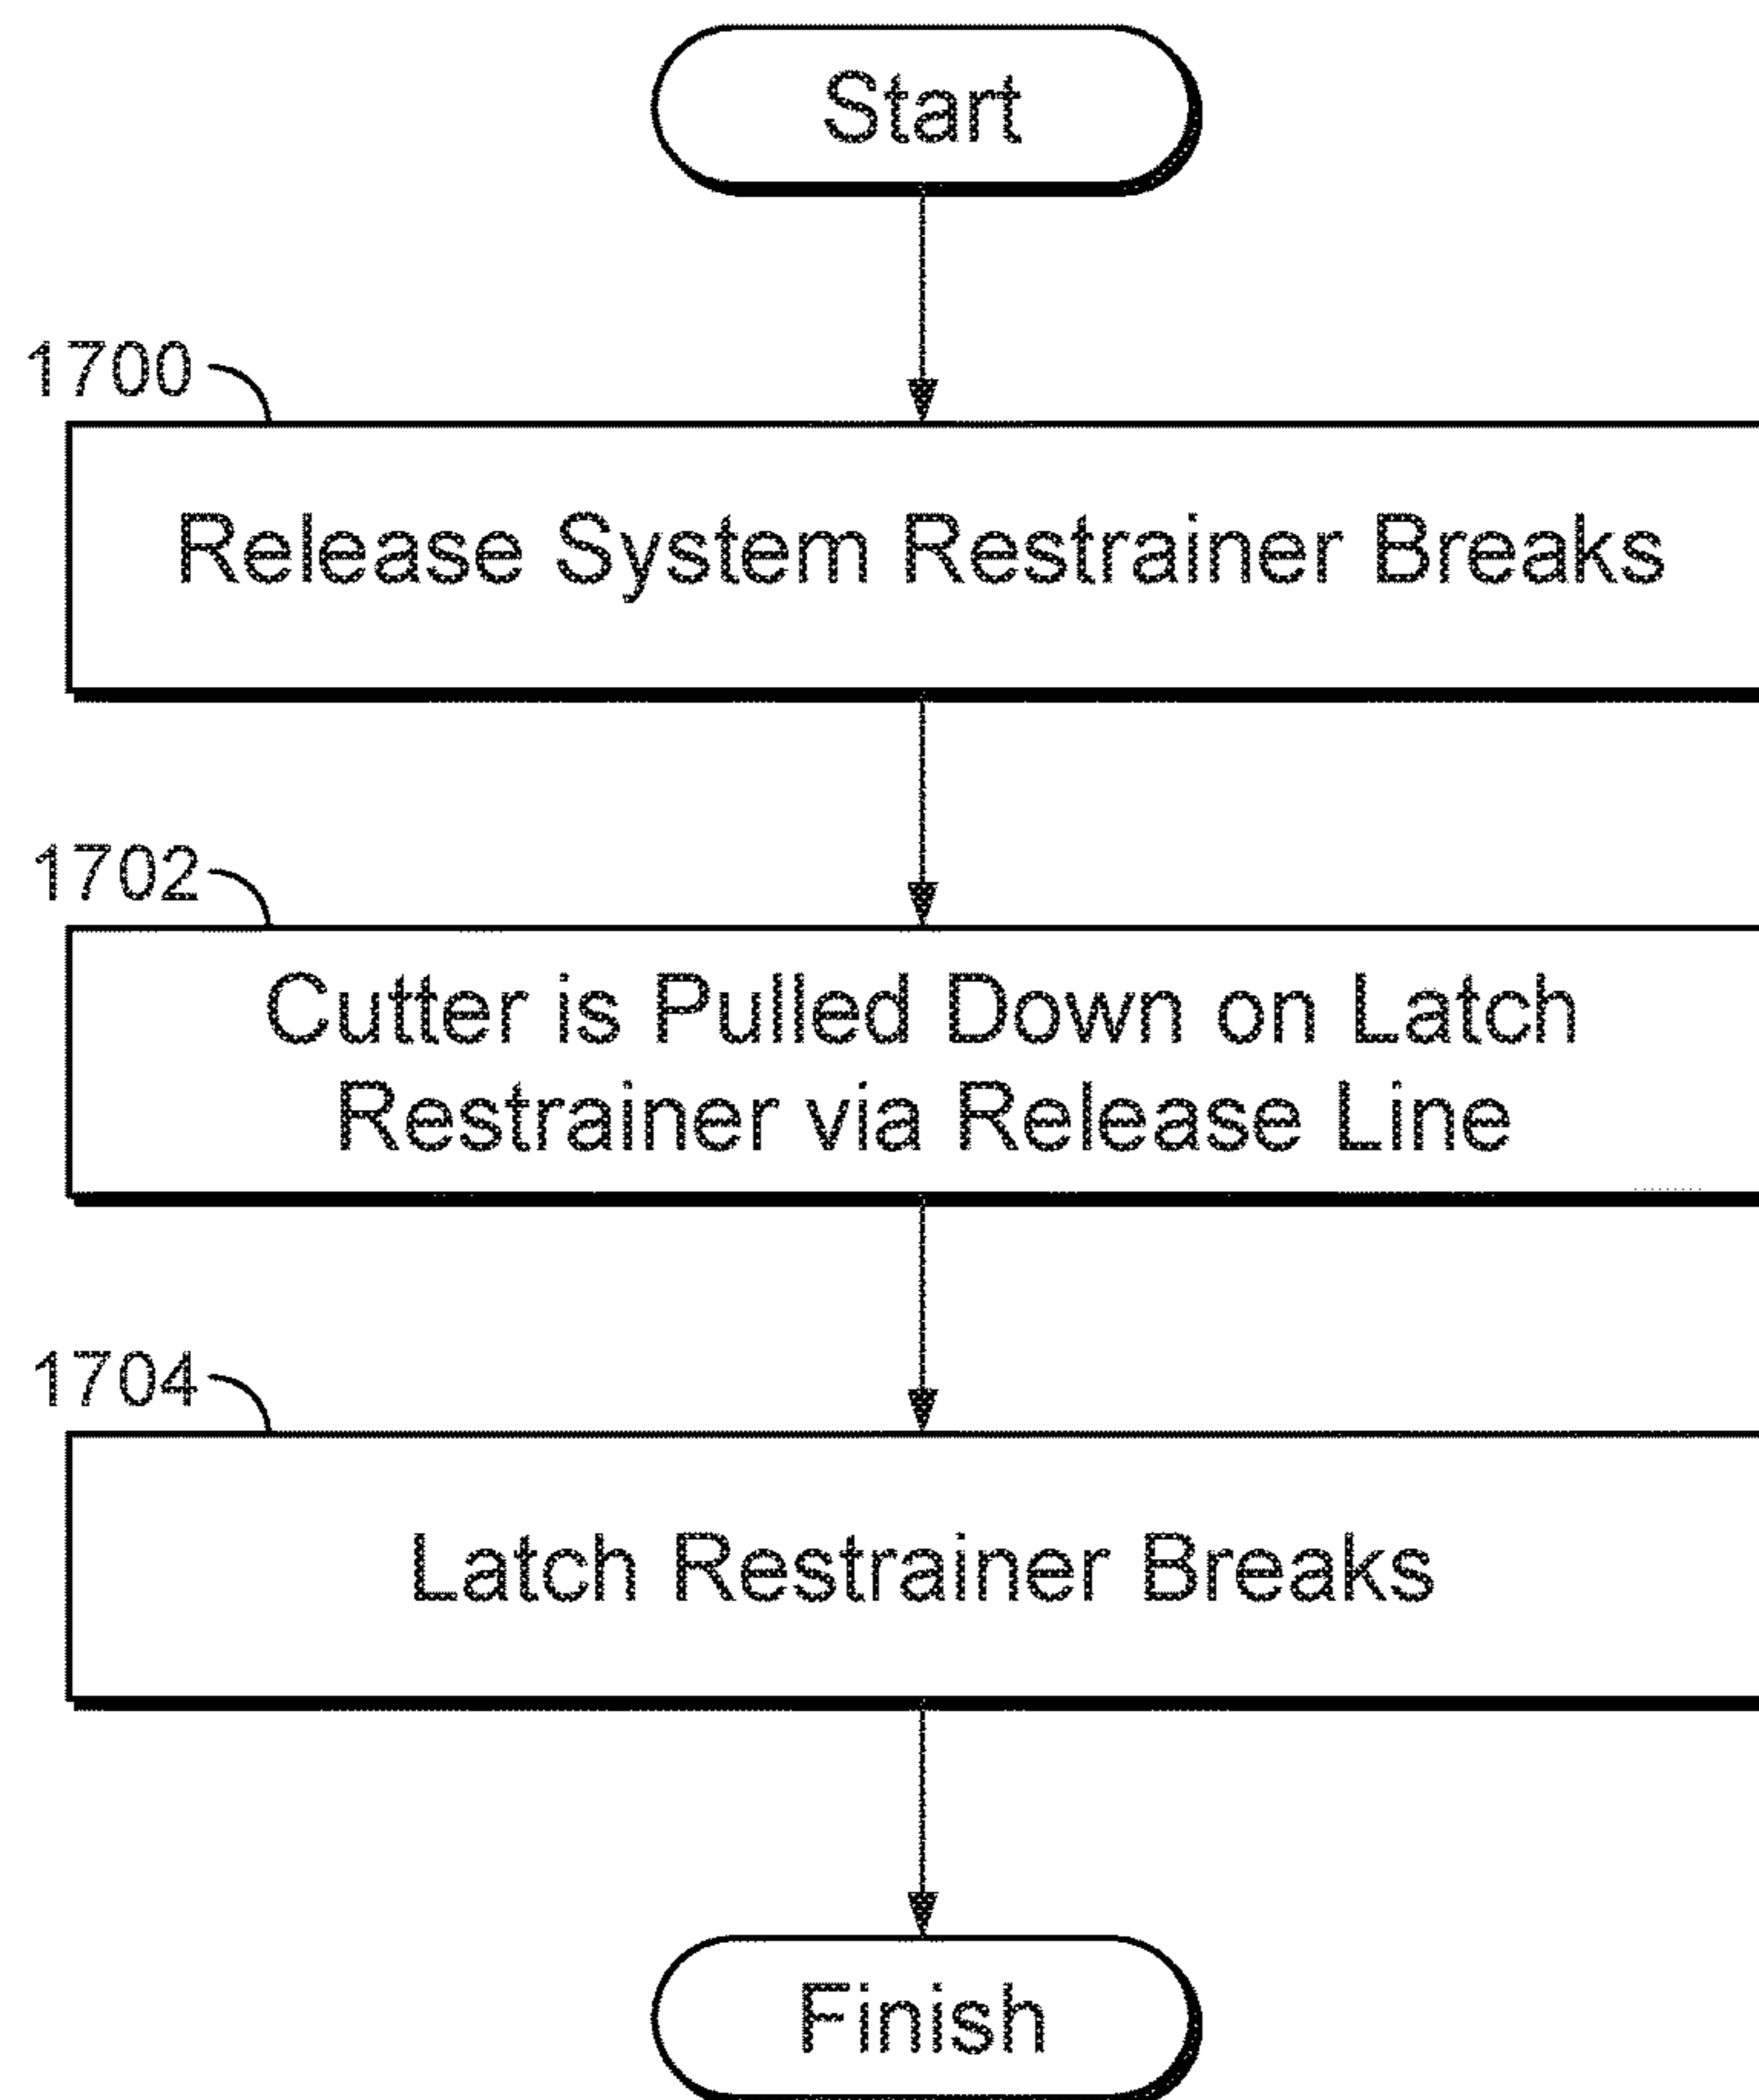 Start
1700
Release System Restrainer Breaks
1702
Cutter is Pulled Down on Latch
Restrainer via Release Line
1704
Latch Restrainer Breaks
Finish